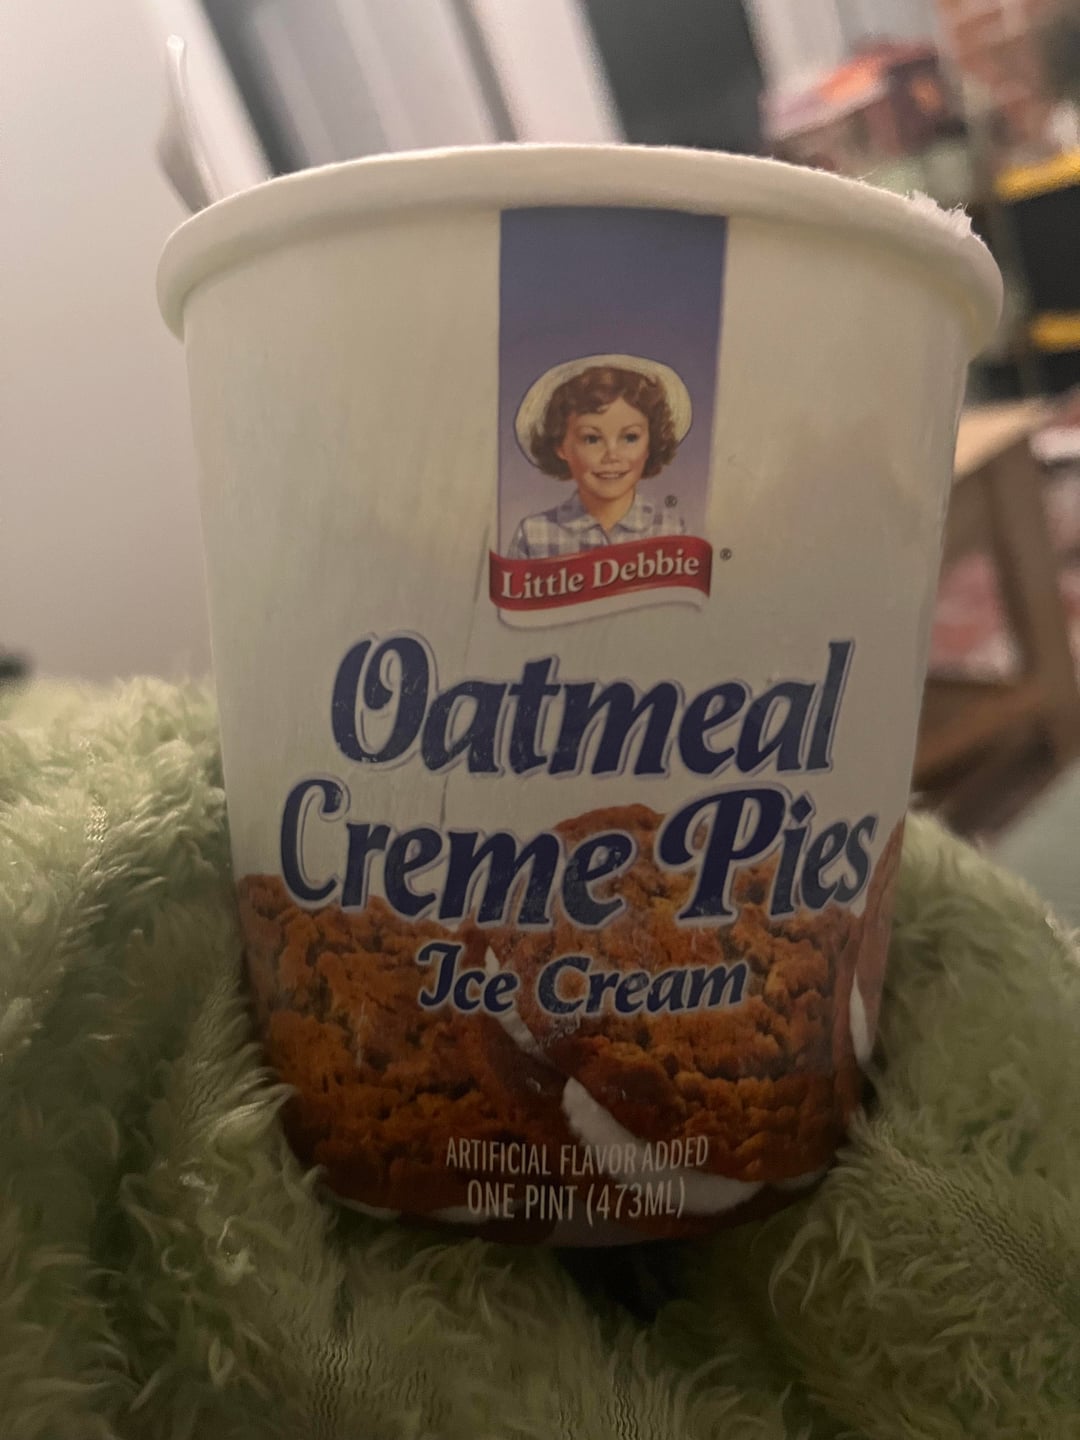 Little Debbie®
Oatmeal
Creme Pies
Ice Cream
ARTIFICIAL FLAVOR ADDED
ONE PINT (473ML)